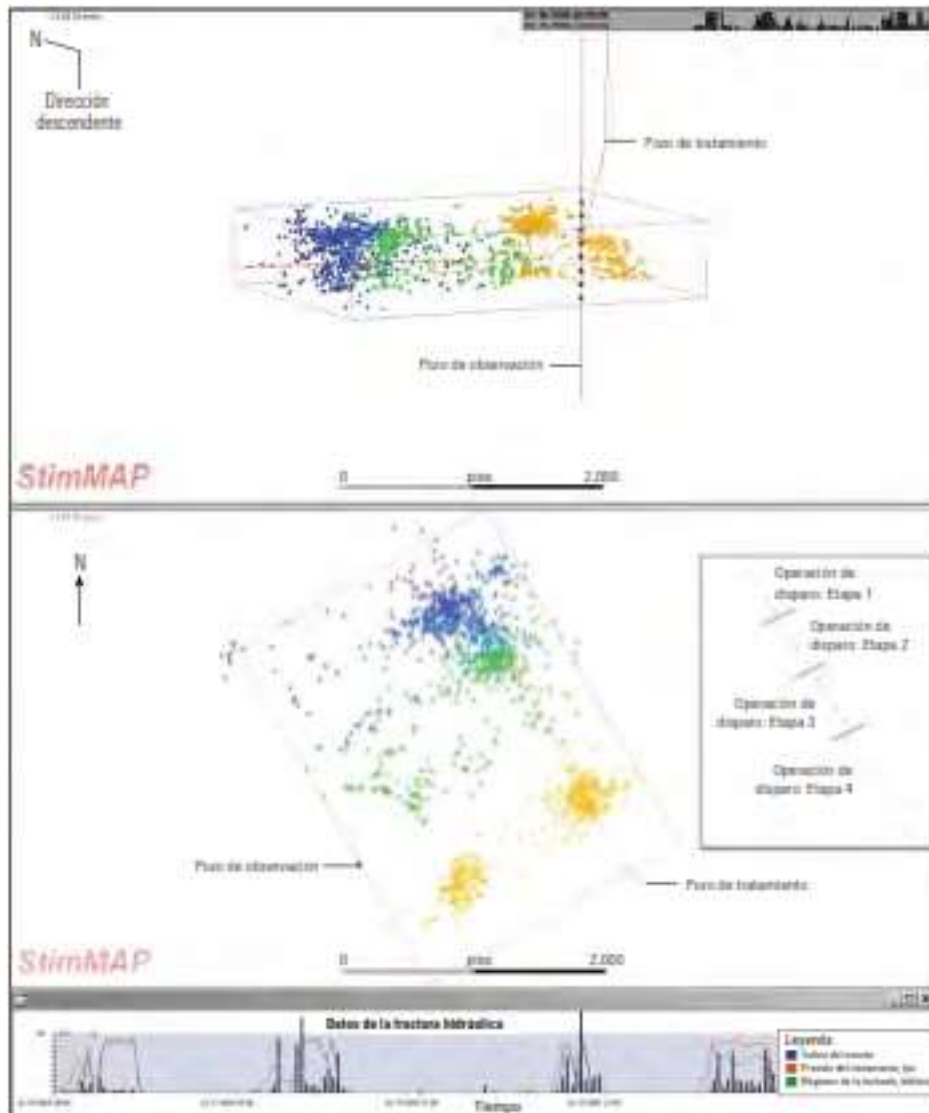 N
Dirección
descendente
Pozo de tratamiento
Pozo de observación
StimMAP
0 pies 2,000
N
Operación de
disparo: Etapa 1
Operación de
disparo: Etapa 2
Operación de
disparo: Etapa 3
Operación de
disparo: Etapa 4
Pozo de observación
Pozo de tratamiento
StimMAP
0 pies 2,000
Datos de la fractura hidráulica
Leyenda
Tiempo